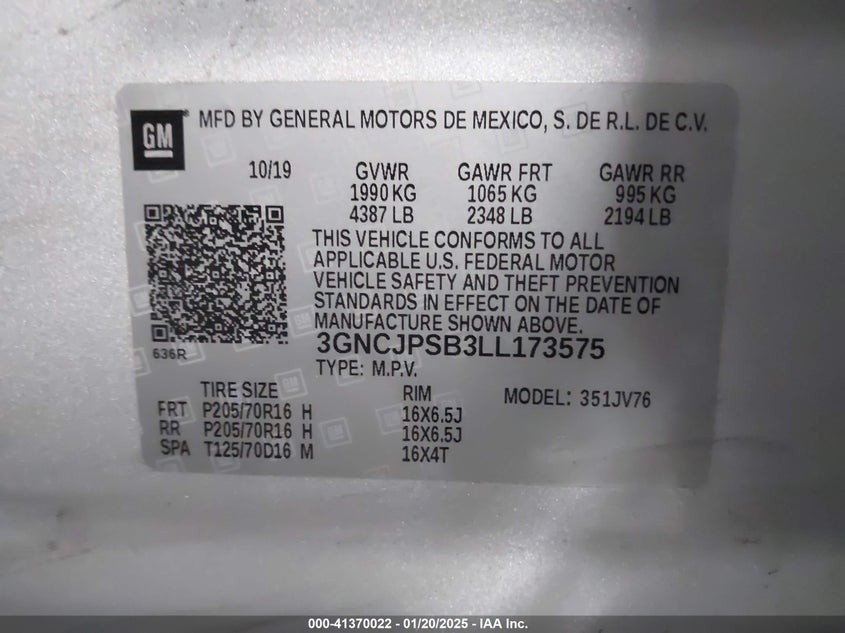 GM
MFD BY GENERAL MOTORS DE MEXICO, S. DE R.L. DE C.V.
10/19 GVWR GAWR FRT GAWR RR
1990 KG 1065 KG 995 KG
4387 LB 2348 LB 2194 LB
THIS VEHICLE CONFORMS TO ALL
APPLICABLE U.S. FEDERAL MOTOR
VEHICLE SAFETY AND THEFT PREVENTION
STANDARDS IN EFFECT ON THE DATE OF
MANUFACTURE SHOWN ABOVE.
636R
3GNCJPSB3LL173575
TYPE: M.P.V.
TIRE SIZE RIM MODEL: 351JV76
FRT P205/70R16 H 16X6.5J
RR P205/70R16 H 16X6.5J
SPA T125/70D16 M 16X4T
000-41370022 - 01/20/2025 - IAA Inc.